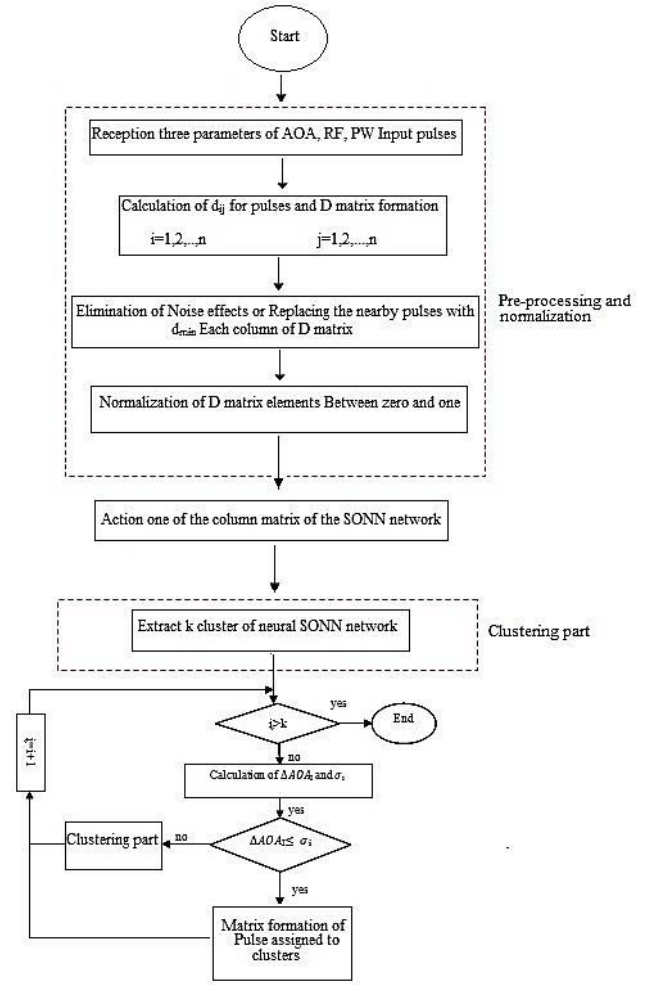 Start
Reception three parameters of AOA, RF, PW Input pulses
Calculation of dij for pulses and D matrix formation
i=1,2,..,n j=1,2,...,n
Elimination of Noise effects or Replacing the nearby pulses with
dmin Each column of D matrix
Pre-processing and
normalization
Normalization of D matrix elements Between zero and one
Action one of the column matrix of the SONN network
Extract k cluster of neural SONN network
Clustering part
yes
i>k
End
i=i+1
no
Calculation of ΔAOAi and σi
yes
Clustering part
no
ΔAOAI≤ σi
yes
Matrix formation of
Pulse assigned to
clusters